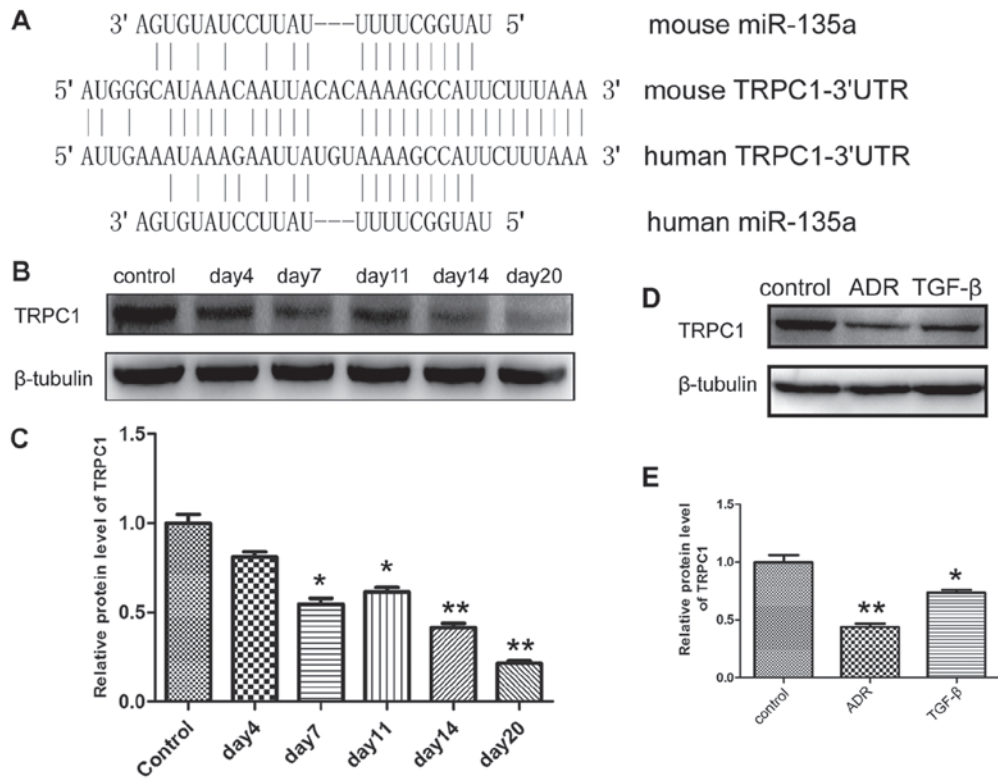 A
3' AGUGUAUCCUUAU---UUUUCGGUAU 5' mouse miR-135a
5' AUGGGCAUAAACAAUUACACAAAAGCCAUUCUUUAAA 3' mouse TRPC1-3'UTR
5' AUUGAAAUAAAGAAUUAUGUAAAAGCCAUUCUUUAAA 3' human TRPC1-3'UTR
3' AGUGUAUCCUUAU---UUUUCGGUAU 5' human miR-135a
B
control day4 day7 day11 day14 day20
TRPC1
β-tubulin
C
Relative protein level of TRPC1
1.5
1.0
0.5
0.0
* * ** **
Control day4 day7 day11 day14 day20
D
control ADR TGF-β
TRPC1
β-tubulin
E
Relative protein level
of TRPC1
1.5
1.0
0.5
0.0
** *
control ADR TGF-β